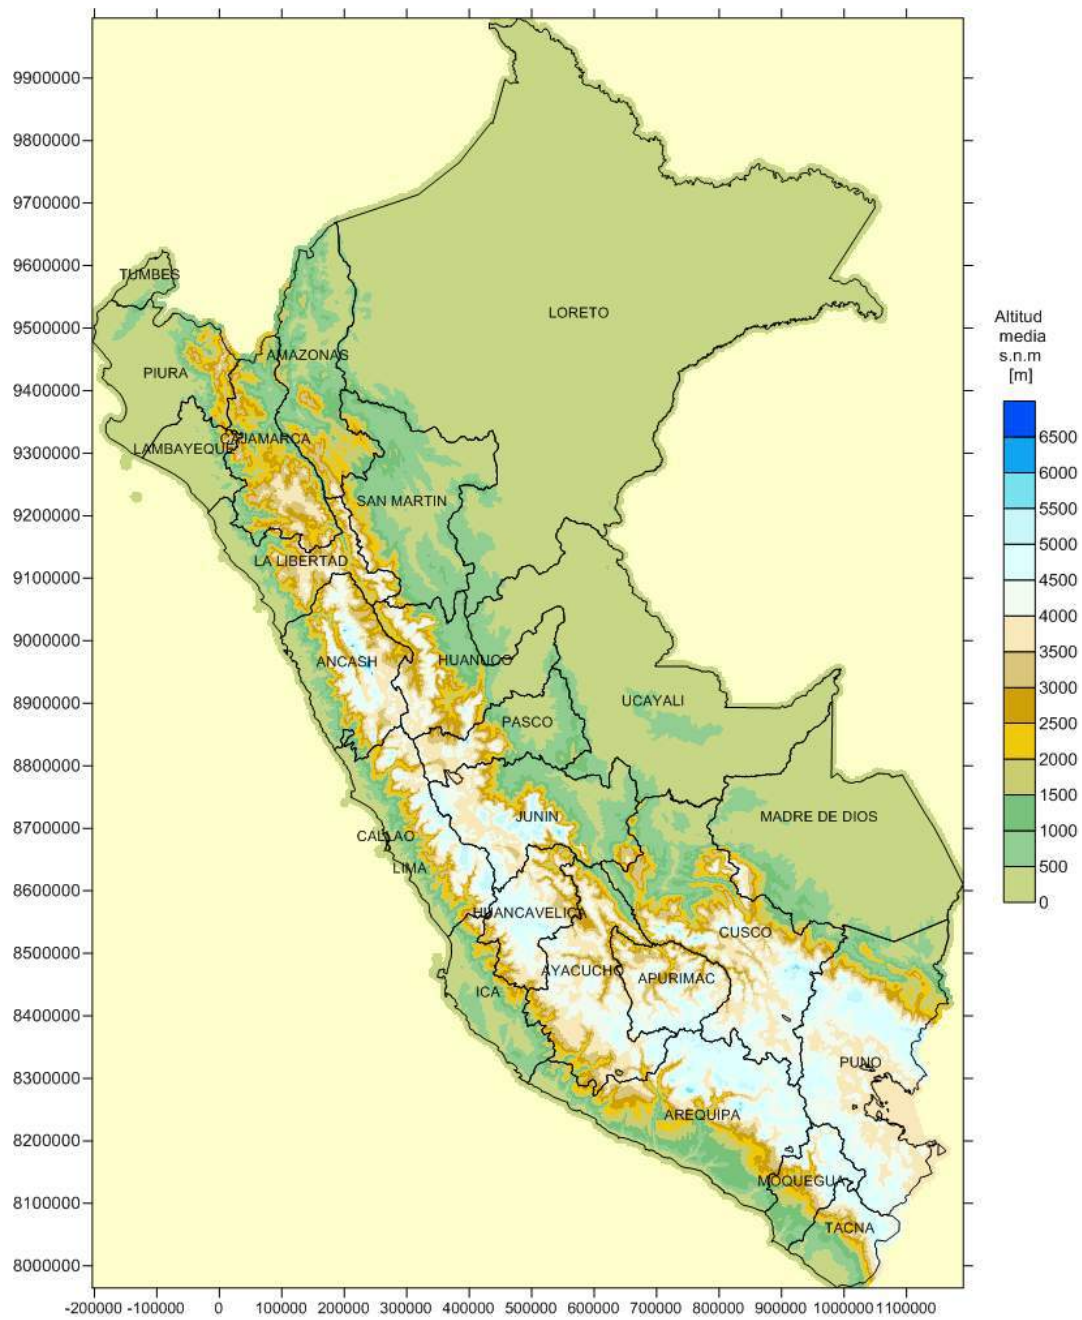 9900000
9800000
9700000
9600000
9500000
9400000
9300000
9200000
9100000
9000000
8900000
8800000
8700000
8600000
8500000
8400000
8300000
8200000
8100000
8000000
TUMBES
LORETO
AMAZONAS
PIURA
CAJAMARCA
LAMBAYEQUE
SAN MARTIN
LA LIBERTAD
ANCASH
HUANUCO
UCAYALI
PASCO
MADRE DE DIOS
JUNIN
CALLAO
LIMA
HUANCAVELICA
CUSCO
AYACUCHO
APURIMAC
ICA
PUNO
AREQUIPA
MOQUEGUA
TACNA
Altitud
media
s.n.m
[m]
6500
6000
5500
5000
4500
4000
3500
3000
2500
2000
1500
1000
500
0
-200000 -100000 0 100000 200000 300000 400000 500000 600000 700000 800000 900000 1000000 1100000